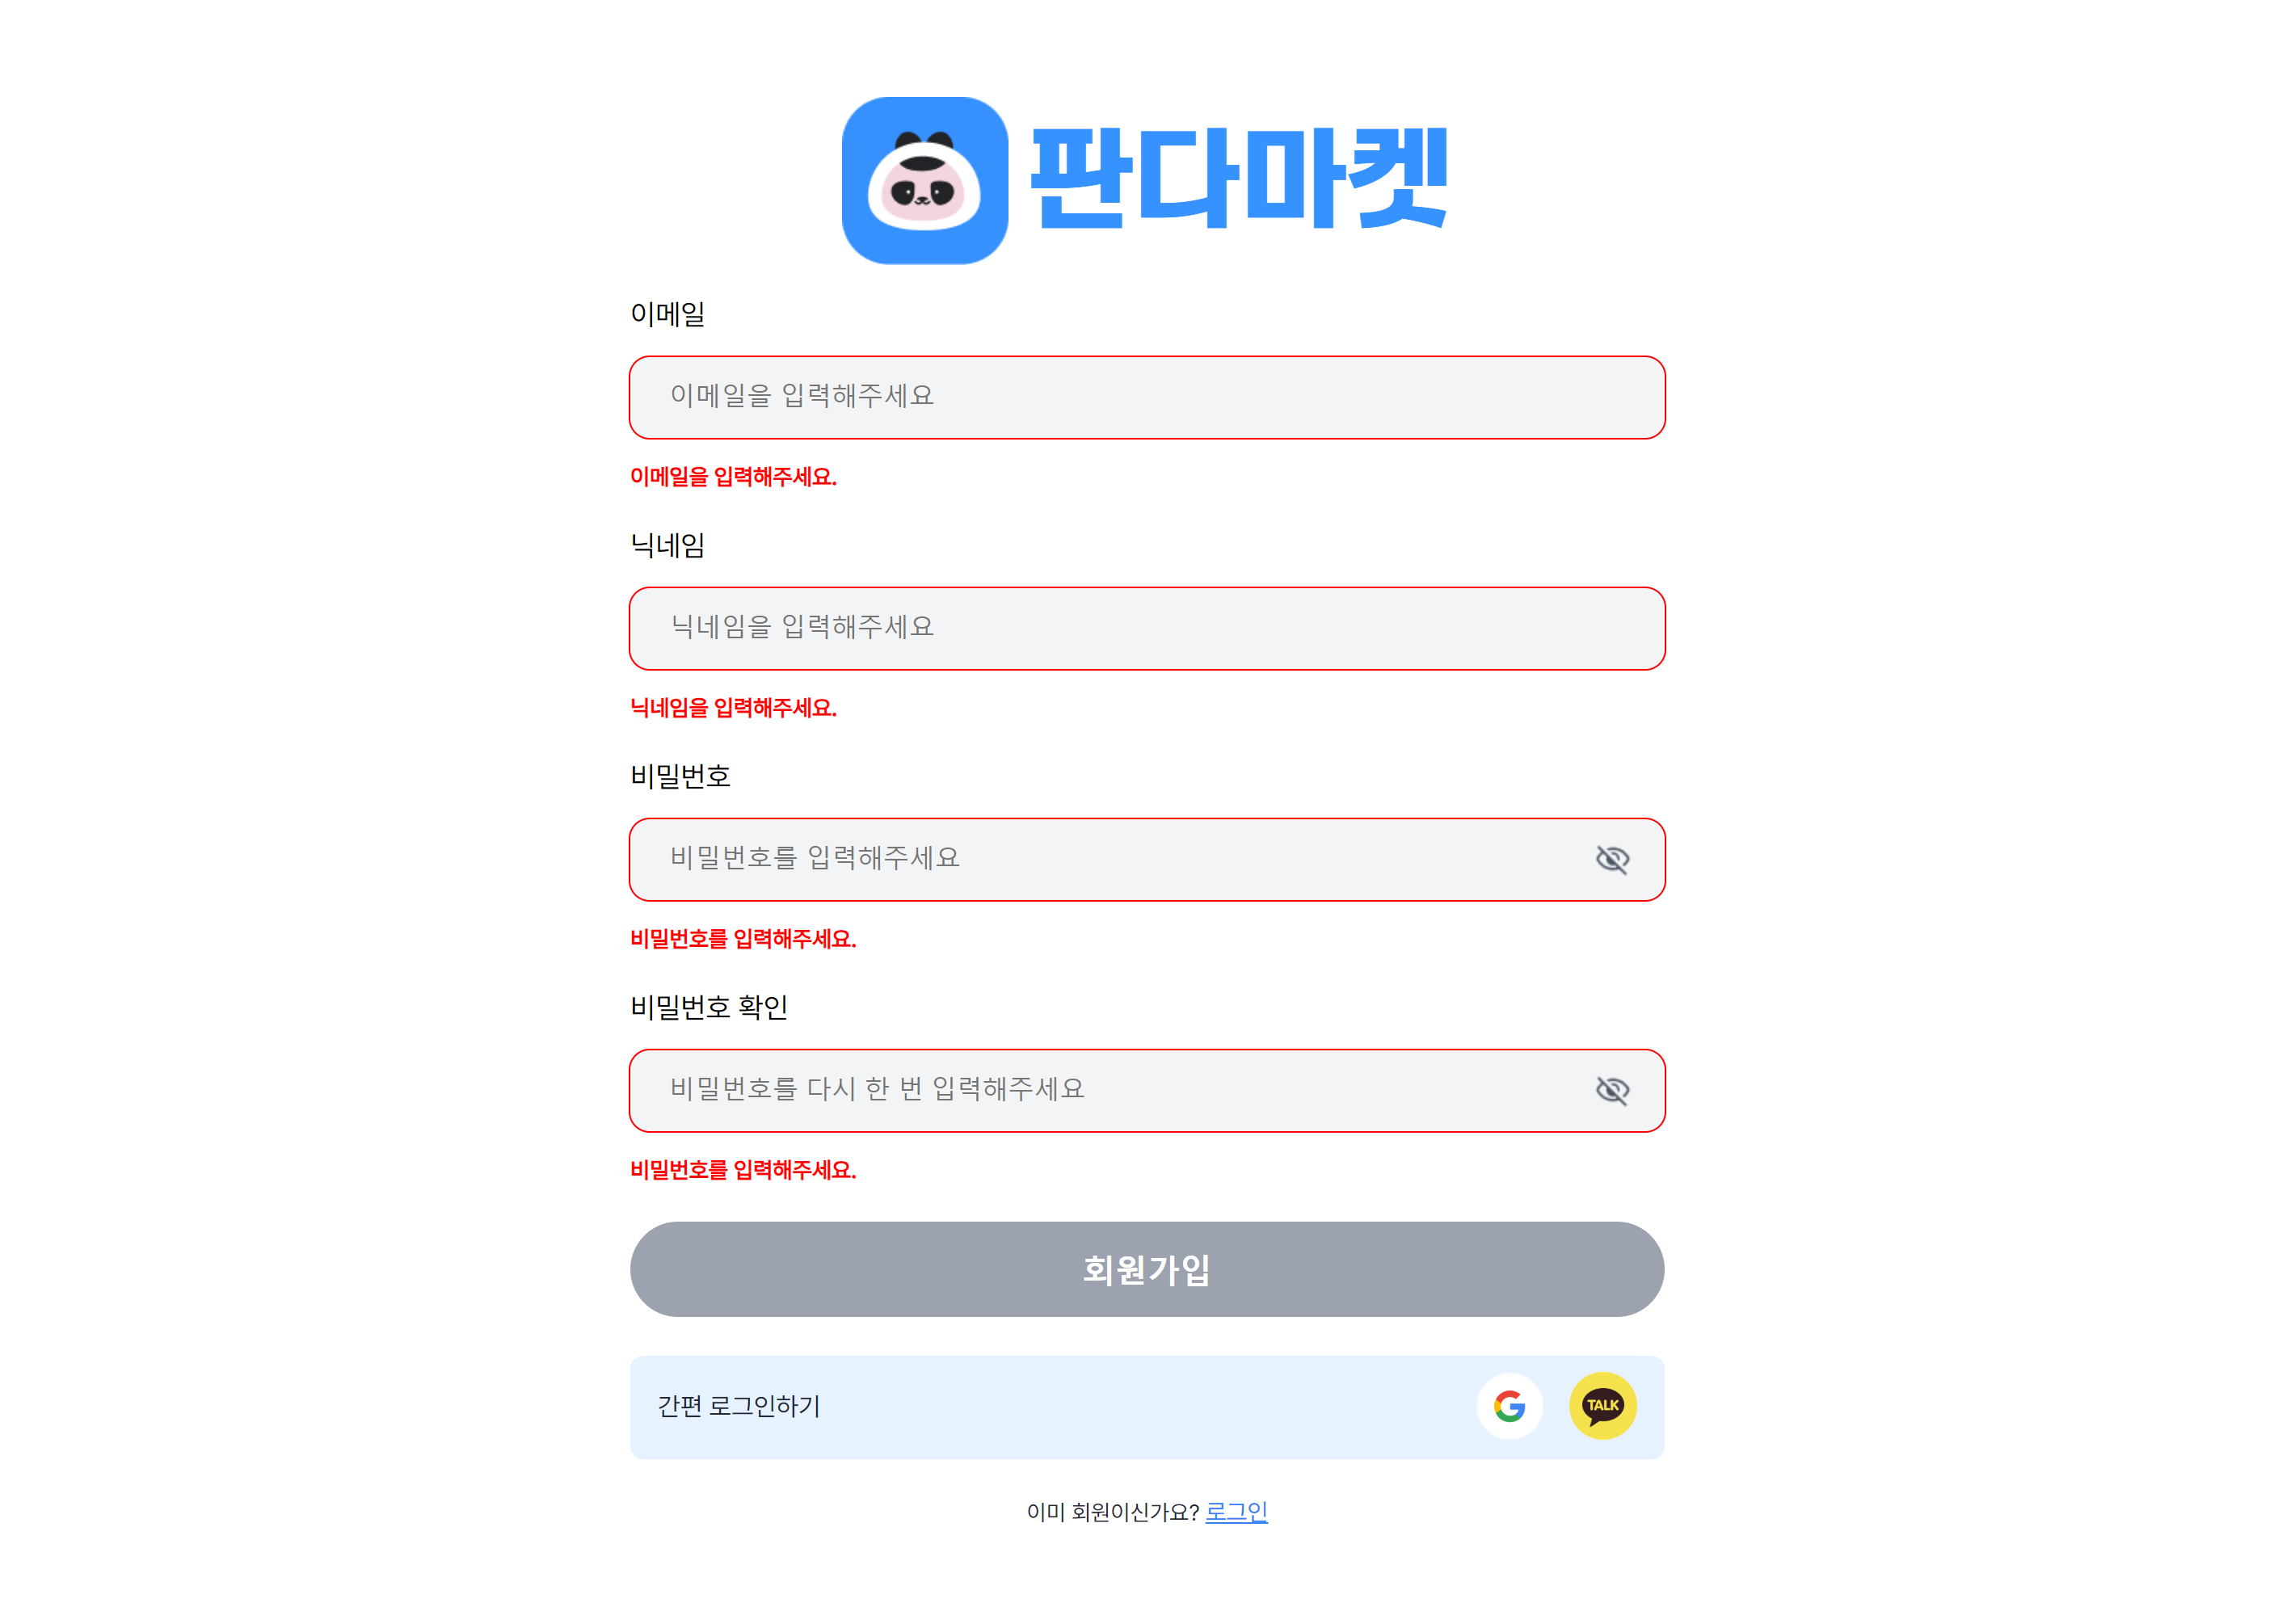 판다마켓
이메일
이메일을 입력해주세요
이메일을 입력해주세요.
닉네임
닉네임을 입력해주세요
닉네임을 입력해주세요.
비밀번호
비밀번호를 입력해주세요
비밀번호를 입력해주세요.
비밀번호 확인
비밀번호를 다시 한 번 입력해주세요
비밀번호를 입력해주세요.
회원가입
간편 로그인하기
TALK
이미 회원이신가요? 로그인